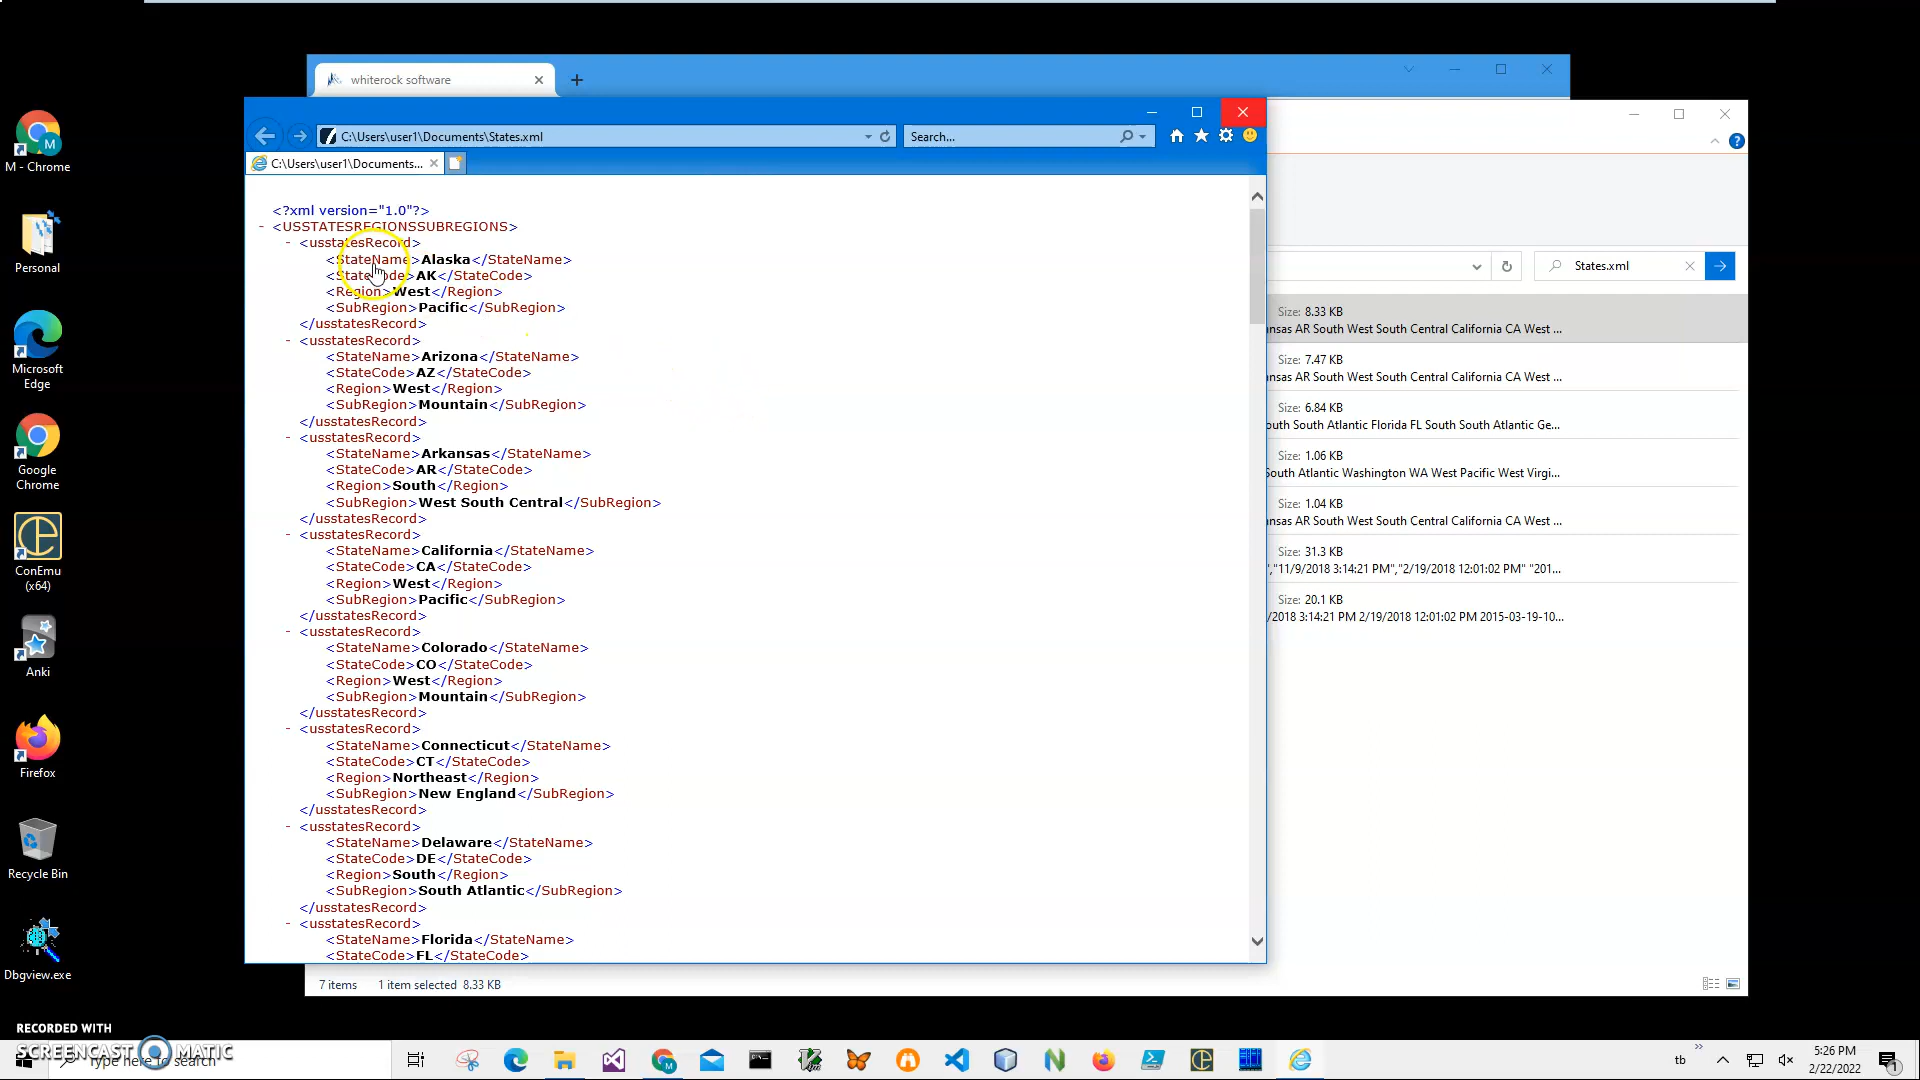 whiterock software
C:\Users\user1\Documents\States.xml
Search...
C:\Users\user1\Documents...
<?xml version="1.0"?>
- <USSTATESREGIONSSUBREGIONS>
- <usstatesRecord>
<StateName>Alaska</StateName>
<StateCode>AK</StateCode>
<Region>West</Region>
<SubRegion>Pacific</SubRegion>
</usstatesRecord>
- <usstatesRecord>
<StateName>Arizona</StateName>
<StateCode>AZ</StateCode>
<Region>West</Region>
<SubRegion>Mountain</SubRegion>
</usstatesRecord>
- <usstatesRecord>
<StateName>Arkansas</StateName>
<StateCode>AR</StateCode>
<Region>South</Region>
<SubRegion>West South Central</SubRegion>
</usstatesRecord>
- <usstatesRecord>
<StateName>California</StateName>
<StateCode>CA</StateCode>
<Region>West</Region>
<SubRegion>Pacific</SubRegion>
</usstatesRecord>
- <usstatesRecord>
<StateName>Colorado</StateName>
<StateCode>CO</StateCode>
<Region>West</Region>
<SubRegion>Mountain</SubRegion>
</usstatesRecord>
- <usstatesRecord>
<StateName>Connecticut</StateName>
<StateCode>CT</StateCode>
<Region>Northeast</Region>
<SubRegion>New England</SubRegion>
</usstatesRecord>
- <usstatesRecord>
<StateName>Delaware</StateName>
<StateCode>DE</StateCode>
<Region>South</Region>
<SubRegion>South Atlantic</SubRegion>
</usstatesRecord>
- <usstatesRecord>
<StateName>Florida</StateName>
<StateCode>FL</StateCode>
States.xml
Size: 8.33 KB
nsas AR South West South Central California CA West ...
Size: 7.47 KB
nsas AR South West South Central California CA West ...
Size: 6.84 KB
outh South Atlantic Florida FL South South Atlantic Ge...
Size: 1.06 KB
South Atlantic Washington WA West Pacific West Virgi...
Size: 1.04 KB
nsas AR South West South Central California CA West ...
Size: 31.3 KB
","11/9/2018 3:14:21 PM","2/19/2018 12:01:02 PM" "201...
Size: 20.1 KB
/2018 3:14:21 PM 2/19/2018 12:01:02 PM 2015-03-19-10...
7 items 1 item selected 8.33 KB
M - Chrome
Personal
Microsoft
Edge
Google
Chrome
ConEmu
(x64)
Anki
Firefox
Recycle Bin
Dbgview.exe
RECORDED WITH
SCREENCAST MATIC
Type here to search
tb
5:26 PM
2/22/2022
1